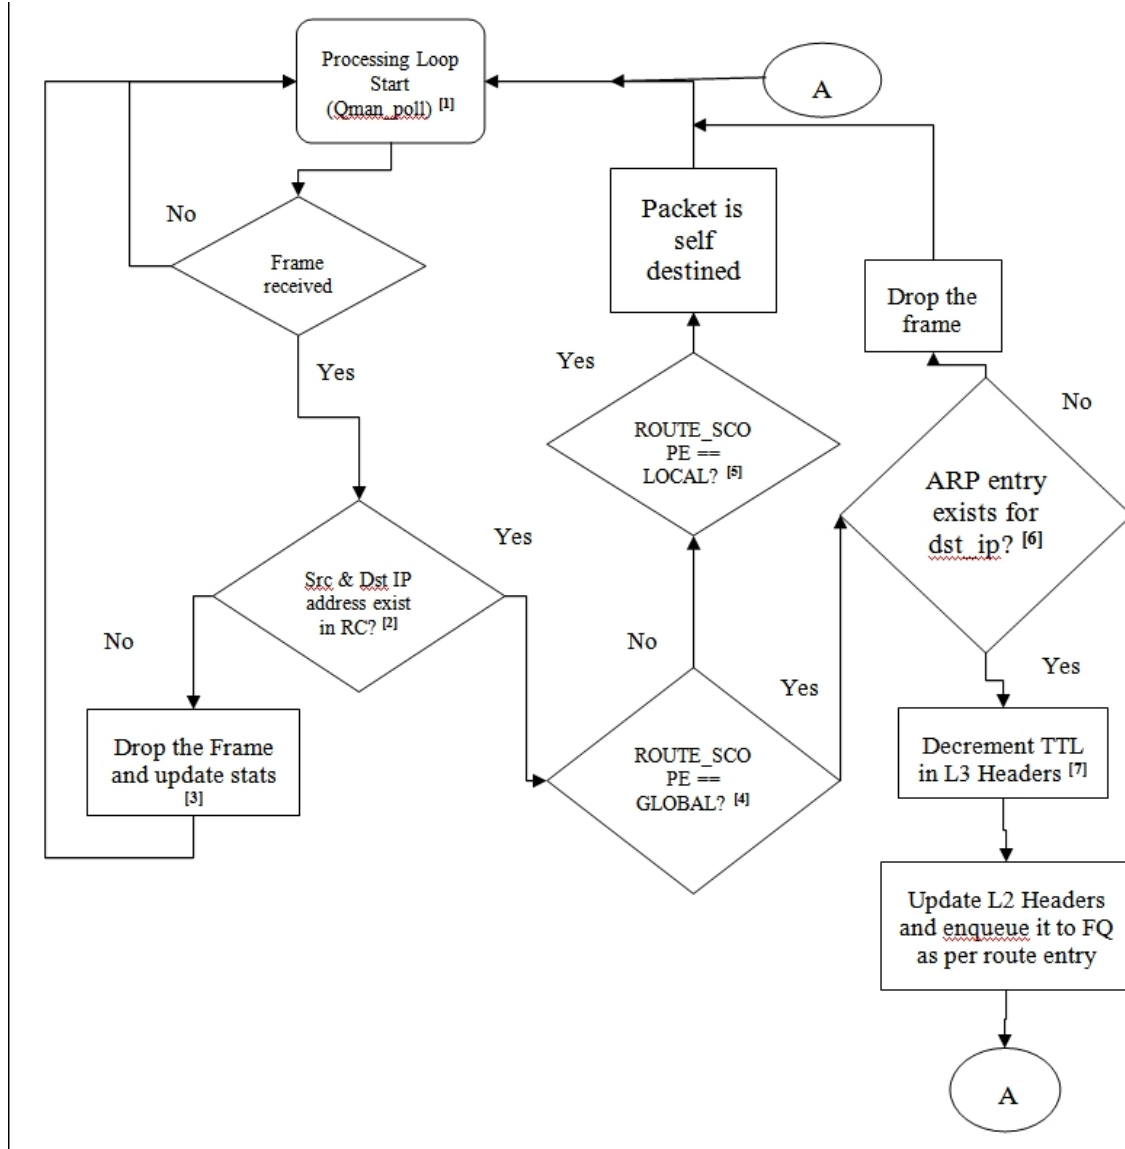 Processing Loop
Start
(Qman_poll) [1]
A
No
Frame
received
Yes
Packet is
self
destined
Drop the
frame
Yes
No
ROUTE_SCO
PE ==
LOCAL? [5]
ARP entry
exists for
dst_ip? [6]
Src & Dst IP
address exist
in RC? [2]
Yes
No
No
Yes
Yes
Drop the Frame
and update stats
[3]
ROUTE_SCO
PE ==
GLOBAL? [4]
Decrement TTL
in L3 Headers [7]
Update L2 Headers
and enqueue it to FQ
as per route entry
A